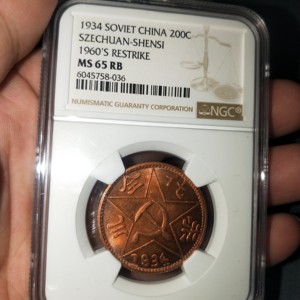 1934 SOVIET CHINA 200C
SZECHUAN-SHENSI
1960'S RESTRIKE
MS 65 RB
6045758-036
NUMISMATIC GUARANTY CORPORATION
NGC
1934